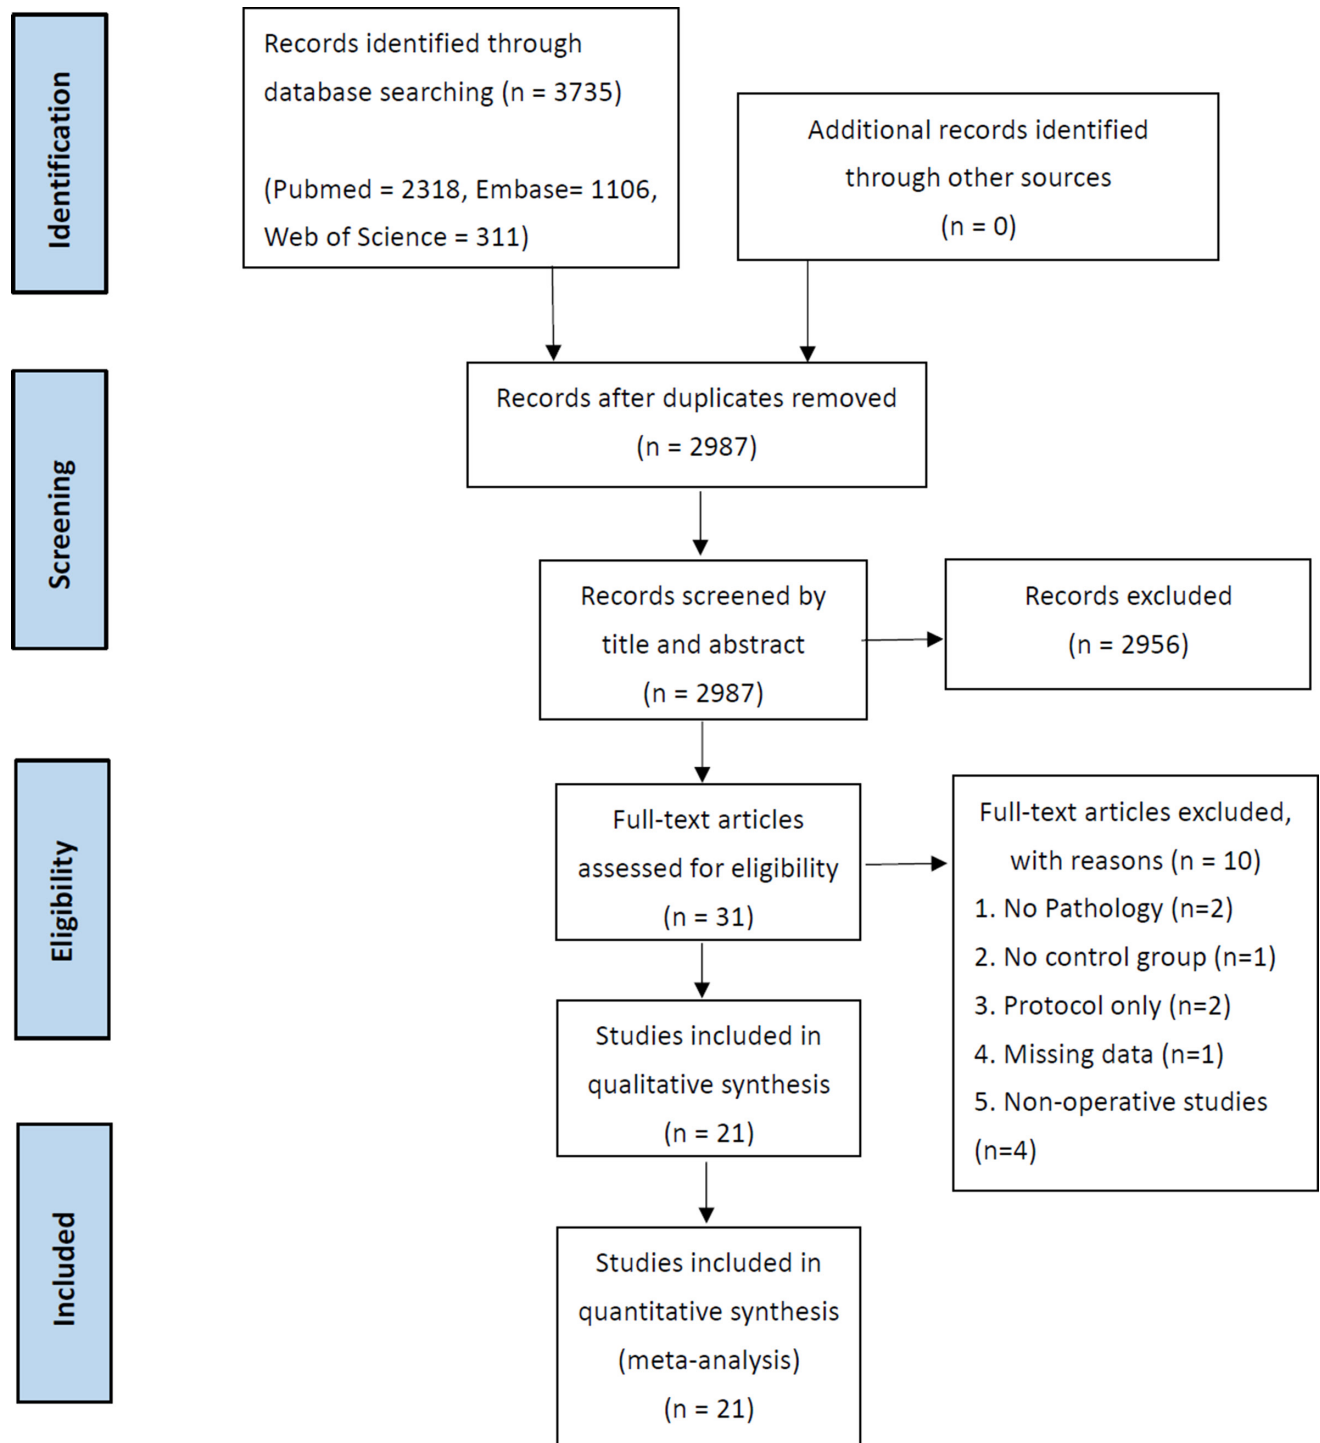 Identification
Records identified through
database searching (n = 3735)
(Pubmed = 2318, Embase= 1106,
Web of Science = 311)
Additional records identified
through other sources
(n = 0)
Screening
Records after duplicates removed
(n = 2987)
Records screened by
title and abstract
(n = 2987)
Records excluded
(n = 2956)
Eligibility
Full-text articles
assessed for eligibility
(n = 31)
Full-text articles excluded,
with reasons (n = 10)
1. No Pathology (n=2)
2. No control group (n=1)
3. Protocol only (n=2)
4. Missing data (n=1)
5. Non-operative studies
(n=4)
Studies included in
qualitative synthesis
(n = 21)
Included
Studies included in
quantitative synthesis
(meta-analysis)
(n = 21)